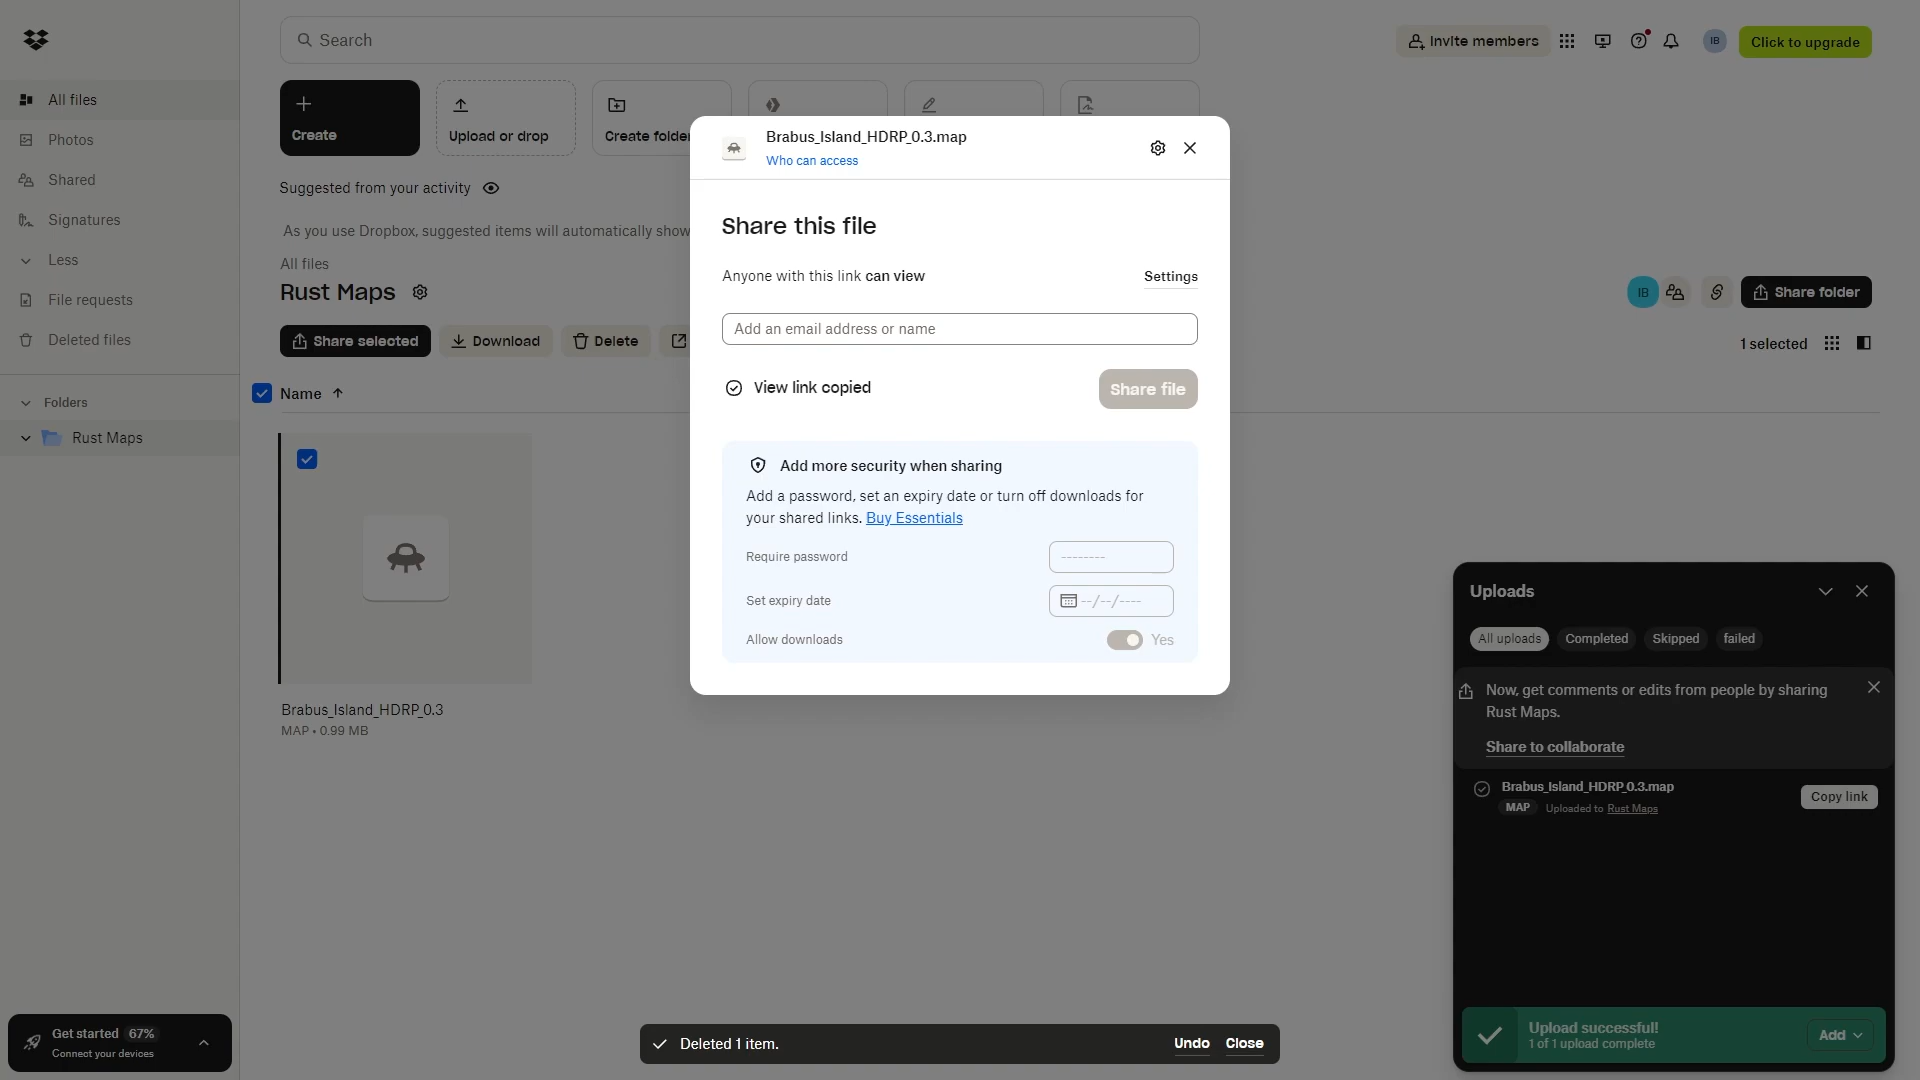 Search
Invite members
IB
Click to upgrade
All files
Photos
Shared
Signatures
Less
File requests
Deleted files
Folders
Rust Maps
Get started 67%
Connect your devices
Create
Upload or drop
Create folder
Suggested from your activity
As you use Dropbox, suggested items will automatically show
All files
Rust Maps
IB
Share folder
Share selected
Download
Delete
1 selected
Name
Brabus_Island_HDRP_0.3
MAP • 0.99 MB
Brabus_Island_HDRP_0.3.map
Who can access
Share this file
Anyone with this link can view
Settings
Add an email address or name
View link copied
Share file
Add more security when sharing
Add a password, set an expiry date or turn off downloads for
your shared links. Buy Essentials
Require password
--------
Set expiry date
--/--/----
Allow downloads
Yes
Uploads
All uploads
Completed
Skipped
failed
Now, get comments or edits from people by sharing
Rust Maps.
Share to collaborate
Brabus_Island_HDRP_0.3.map
MAP Uploaded to Rust Maps
Copy link
Upload successful!
1 of 1 upload complete
Add
Deleted 1 item.
Undo
Close